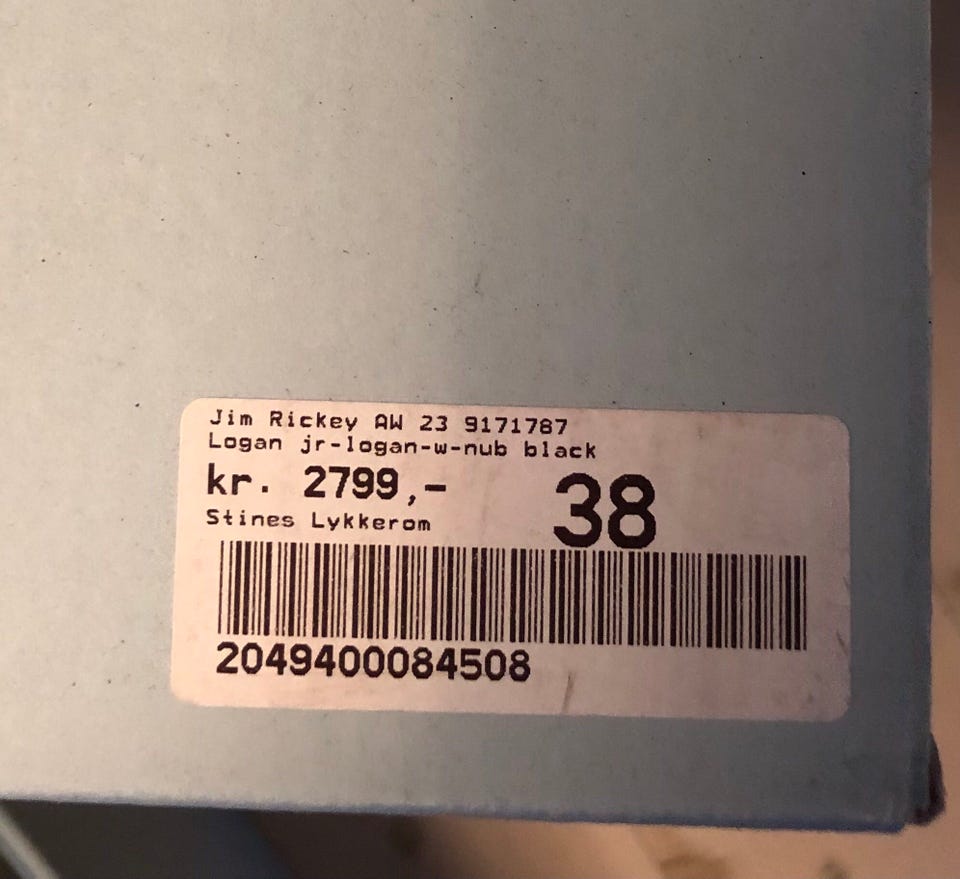 Jim Rickey AW 23 9171787
Logan jr-logan-w-nub black
kr. 2799,-
38
Stines Lykkerom
2049400084508